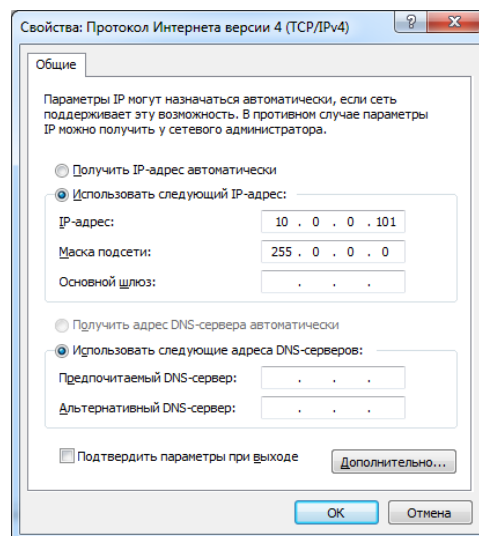 Свойства: Протокол Интернета версии 4 (TCP/IPv4)
Общие
Параметры IP могут назначаться автоматически, если сеть
поддерживает эту возможность. В противном случае параметры
IP можно получить у сетевого администратора.
Получить IP-адрес автоматически
Использовать следующий IP-адрес:
IP-адрес: 10 . 0 . 0 . 101
Маска подсети: 255 . 0 . 0 . 0
Основной шлюз: . . .
Получить адрес DNS-сервера автоматически
Использовать следующие адреса DNS-серверов:
Предпочитаемый DNS-сервер: . . .
Альтернативный DNS-сервер: . . .
Подтвердить параметры при выходе
Дополнительно...
OK Отмена